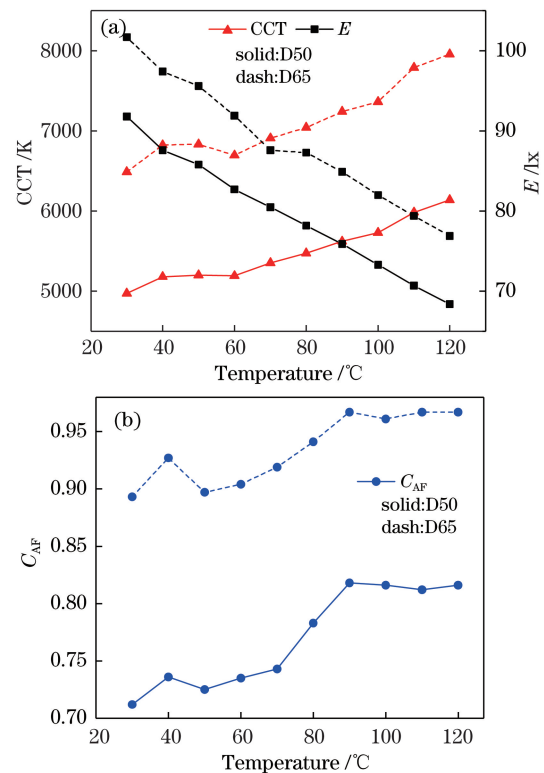 (a)
CCT E
solid:D50
dash:D65
8000
7000
6000
5000
CCT /K
100
90
80
70
E /lx
20 40 60 80 100 120
Temperature /℃
(b)
C_AF
solid:D50
dash:D65
0.95
0.90
0.85
0.80
0.75
0.70
C_AF
20 40 60 80 100 120
Temperature /℃